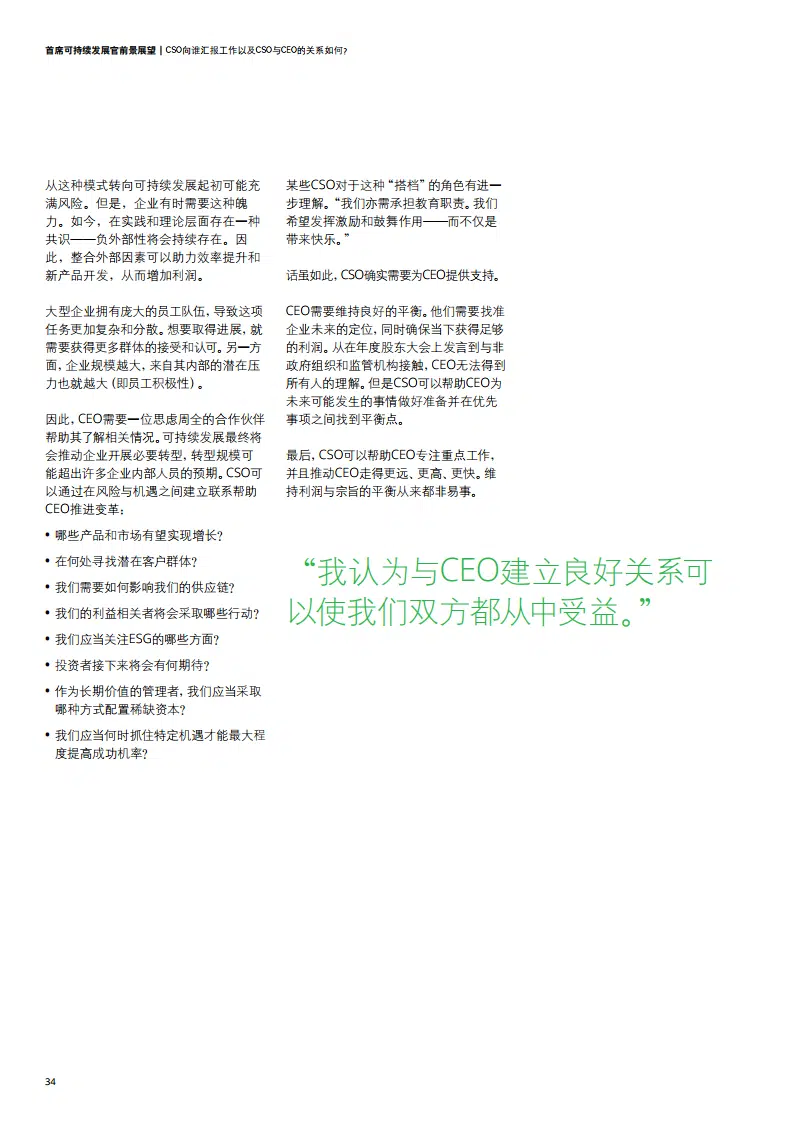 首席可持续发展官前景展望 | CSO向谁汇报工作以及CSO与CEO的关系如何？
从这种模式转向可持续发展起初可能充
满风险。但是，企业有时需要这种魄
力。如今，在实践和理论层面存在一种
共识——负外部性将会持续存在。因
此，整合外部因素可以助力效率提升和
新产品开发，从而增加利润。
大型企业拥有庞大的员工队伍，导致这项
任务更加复杂和分散。想要取得进展，就
需要获得更多群体的接受和认可。另一方
面，企业规模越大，来自其内部的潜在压
力也就越大（即员工积极性）。
因此，CEO需要一位思虑周全的合作伙伴
帮助其了解相关情况。可持续发展最终将
会推动企业开展必要转型，转型规模可
能超出许多企业内部人员的预期。CSO可
以通过在风险与机遇之间建立联系帮助
CEO推进变革：
• 哪些产品和市场有望实现增长？
• 在何处寻找潜在客户群体？
• 我们需要如何影响我们的供应链？
• 我们的利益相关者将会采取哪些行动？
• 我们应当关注ESG的哪些方面？
• 投资者接下来将会有何期待？
• 作为长期价值的管理者，我们应当采取
哪种方式配置稀缺资本？
• 我们应当何时抓住特定机遇才能最大程
度提高成功机率？
某些CSO对于这种“搭档”的角色有进一
步理解。“我们亦需承担教育职责。我们
希望发挥激励和鼓舞作用——而不仅是
带来快乐。”
话虽如此，CSO确实需要为CEO提供支持。
CEO需要维持良好的平衡。他们需要找准
企业未来的定位，同时确保当下获得足够
的利润。从在年度股东大会上发言到与非
政府组织和监管机构接触，CEO无法得到
所有人的理解。但是CSO可以帮助CEO为
未来可能发生的事情做好准备并在优先
事项之间找到平衡点。
最后，CSO可以帮助CEO专注重点工作，
并且推动CEO走得更远、更高、更快。维
持利润与宗旨的平衡从来都非易事。
“我认为与CEO建立良好关系可
以使我们双方都从中受益。”
34